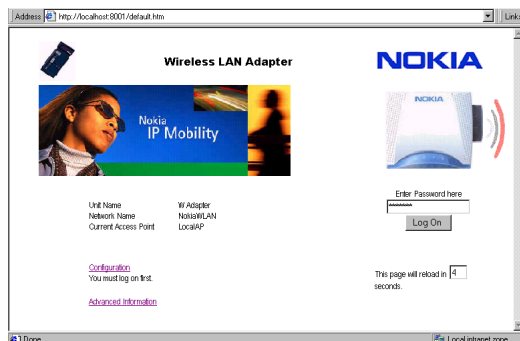 Address http://localhost:8001/default.htm Links
Wireless LAN Adapter
NOKIA
Nokia
IP Mobility
NOKIA
Enter Password here
*******
Log On
Unit Name W Adapter
Network Name NokiaWLAN
Current Access Point LocalAP
Configuration
You must log on first.
This page will reload in 4
seconds.
Advanced Information
Done Local intranet zone